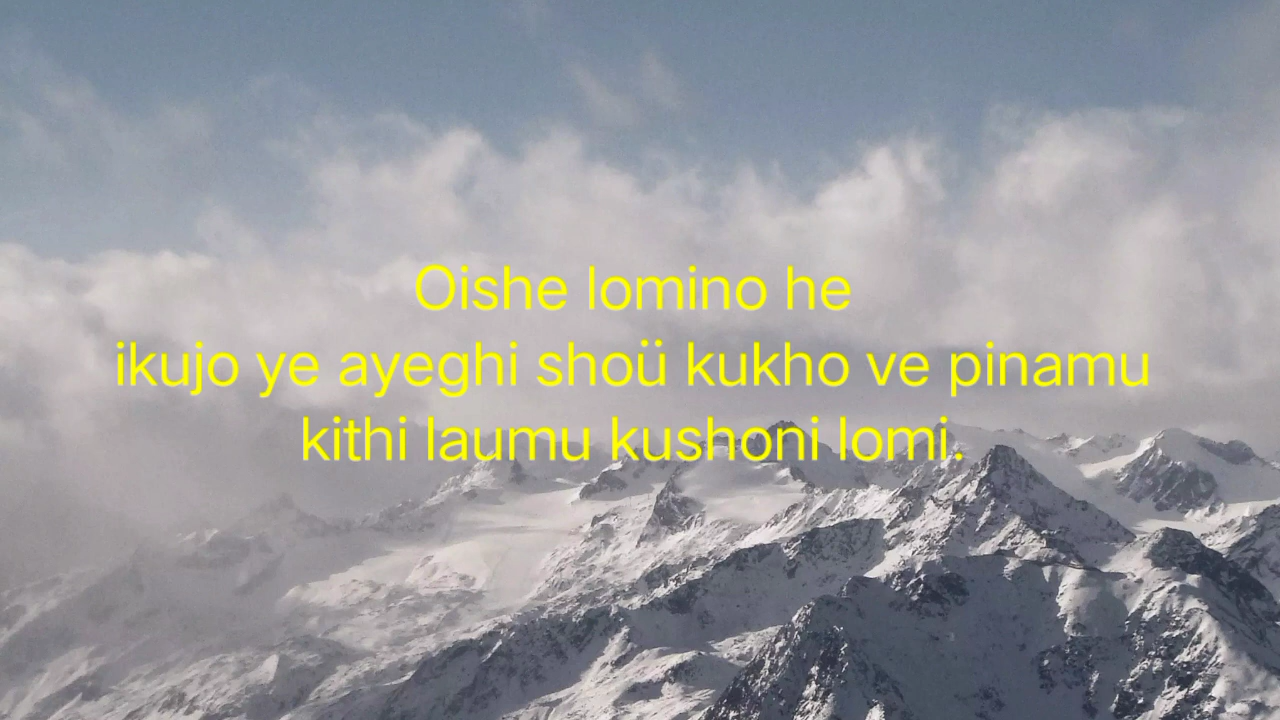 Oishe lomino he
ikujo ye ayeghi shoü kukho ve pinamu
kithi laumu kushoni lomi.